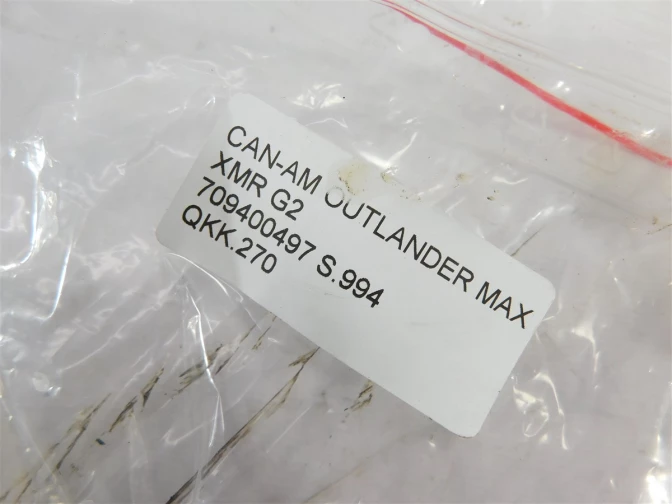 CAN-AM OUTLANDER MAX
XMR G2
709400497 S.994
QKK.270